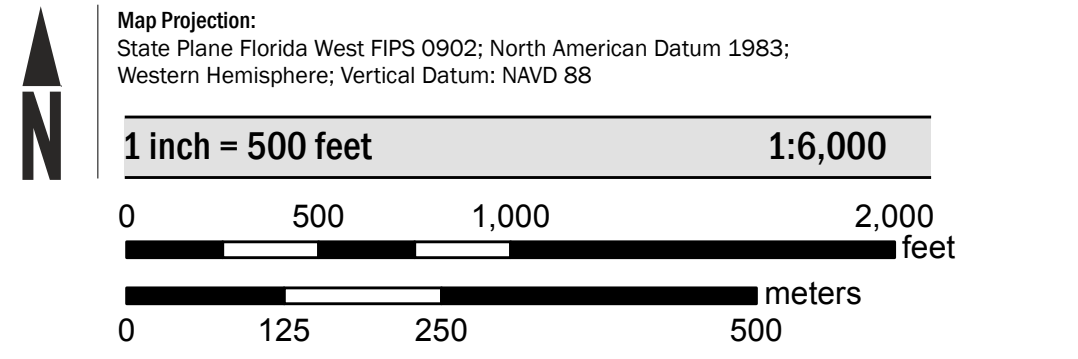 Map Projection:
State Plane Florida West FIPS 0902; North American Datum 1983;
Western Hemisphere; Vertical Datum: NAVD 88
N
1 inch = 500 feet 1:6,000
0 500 1,000 2,000
feet
meters
0 125 250 500